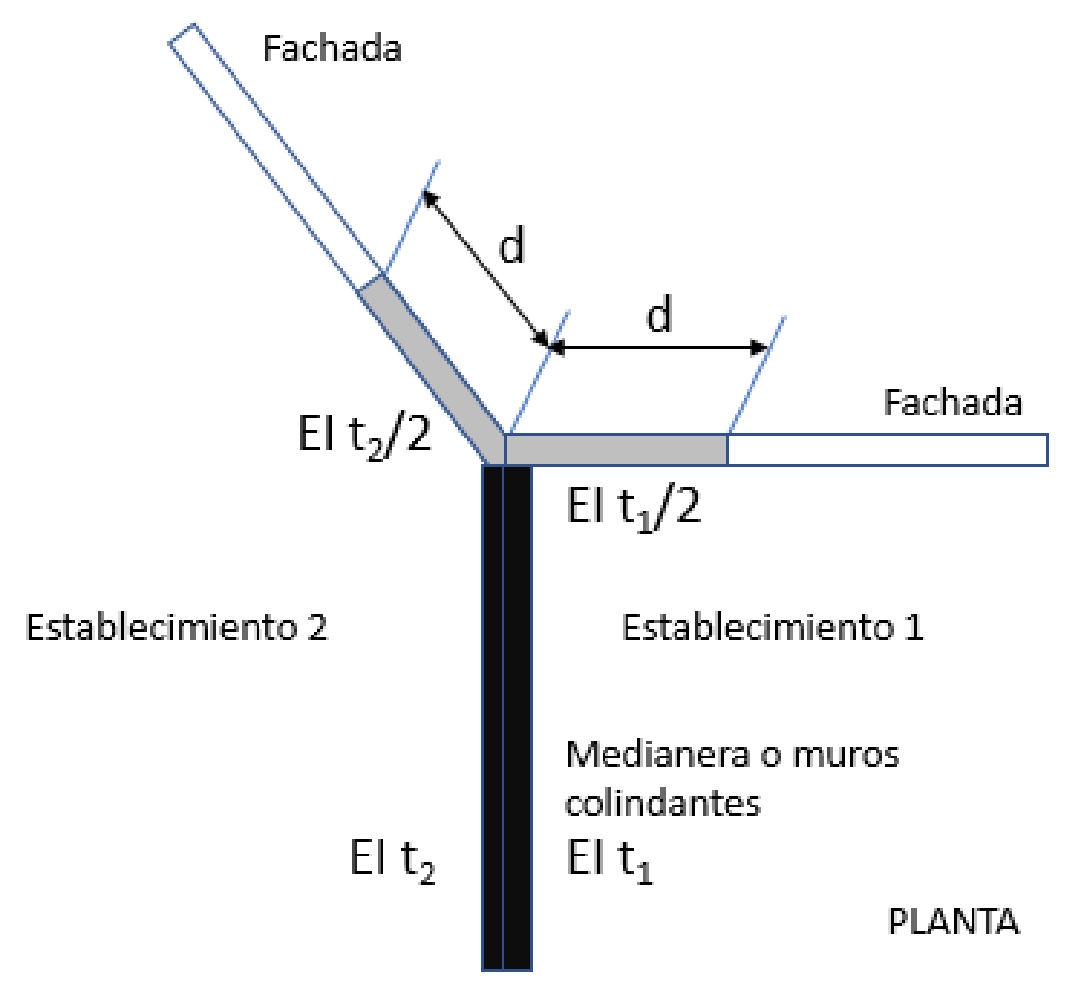 Fachada
d
d
Fachada
EI t₂/2
EI t₁/2
Establecimiento 2
Establecimiento 1
Medianera o muros
colindantes
EI t₂
EI t₁
PLANTA